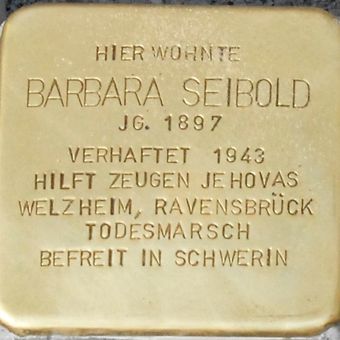 HIER WOHNTE
BARBARA SEIBOLD
JG. 1897
VERHAFTET 1943
HILFT ZEUGEN JEHOVAS
WELZHEIM, RAVENSBRÜCK
TODESMARSCH
BEFREIT IN SCHWERIN